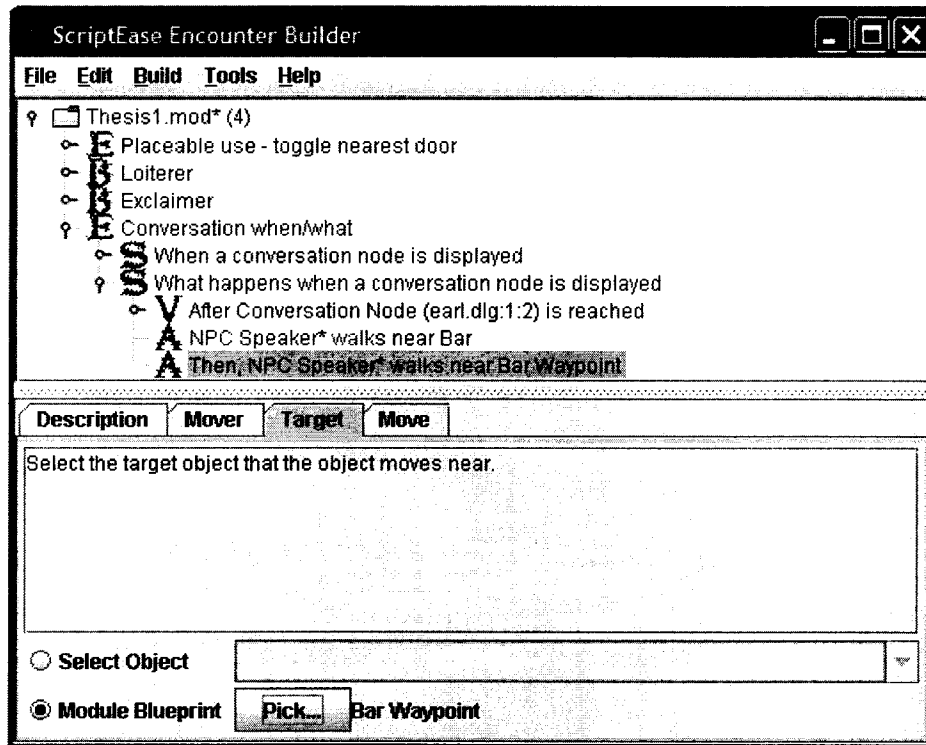 ScriptEase Encounter Builder
File Edit Build Tools Help
Thesis1.mod* (4)
E Placeable use - toggle nearest door
B Loiterer
B Exclaimer
E Conversation when/what
S When a conversation node is displayed
S What happens when a conversation node is displayed
V After Conversation Node (earl.dlg:1:2) is reached
A NPC Speaker* walks near Bar
A Then, NPC Speaker* walks near Bar Waypoint
Description Mover Target Move
Select the target object that the object moves near.
Select Object
Module Blueprint Pick... Bar Waypoint